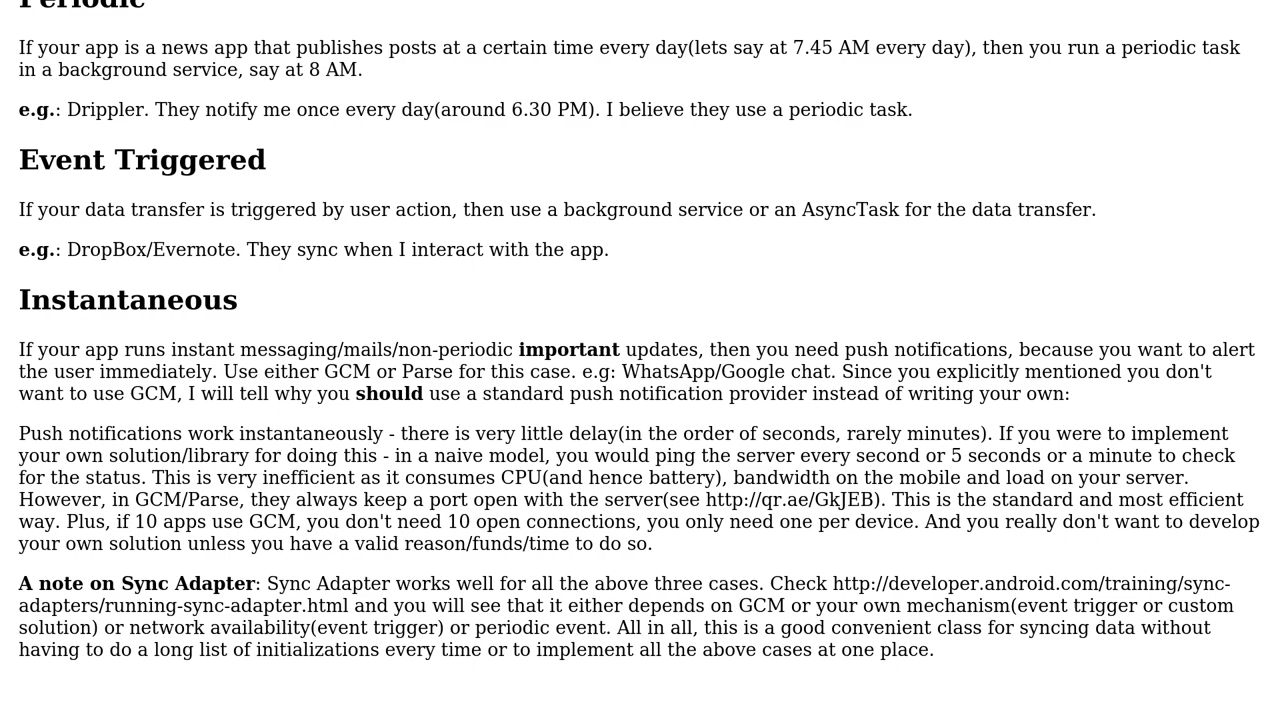 Periodic
If your app is a news app that publishes posts at a certain time every day(lets say at 7.45 AM every day), then you run a periodic task
in a background service, say at 8 AM.
e.g.: Drippler. They notify me once every day(around 6.30 PM). I believe they use a periodic task.
Event Triggered
If your data transfer is triggered by user action, then use a background service or an AsyncTask for the data transfer.
e.g.: DropBox/Evernote. They sync when I interact with the app.
Instantaneous
If your app runs instant messaging/mails/non-periodic important updates, then you need push notifications, because you want to alert
the user immediately. Use either GCM or Parse for this case. e.g: WhatsApp/Google chat. Since you explicitly mentioned you don't
want to use GCM, I will tell why you should use a standard push notification provider instead of writing your own:
Push notifications work instantaneously - there is very little delay(in the order of seconds, rarely minutes). If you were to implement
your own solution/library for doing this - in a naive model, you would ping the server every second or 5 seconds or a minute to check
for the status. This is very inefficient as it consumes CPU(and hence battery), bandwidth on the mobile and load on your server.
However, in GCM/Parse, they always keep a port open with the server(see http://qr.ae/GkJEB). This is the standard and most efficient
way. Plus, if 10 apps use GCM, you don't need 10 open connections, you only need one per device. And you really don't want to develop
your own solution unless you have a valid reason/funds/time to do so.
A note on Sync Adapter: Sync Adapter works well for all the above three cases. Check http://developer.android.com/training/sync-
adapters/running-sync-adapter.html and you will see that it either depends on GCM or your own mechanism(event trigger or custom
solution) or network availability(event trigger) or periodic event. All in all, this is a good convenient class for syncing data without
having to do a long list of initializations every time or to implement all the above cases at one place.